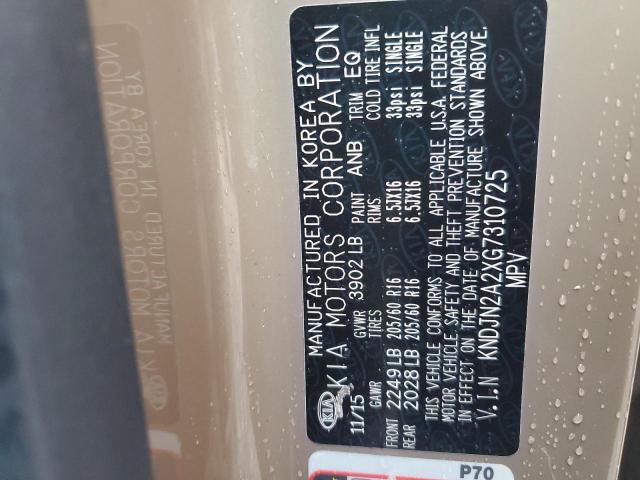 MANUFACTURED IN KOREA BY
KIA KIA MOTORS CORPORATION
11/15 GVWR 3902 LB PAINT ANB TRIM EQ
GAWR TIRES RIMS COLD TIRE INFL
FRONT 2249 LB 205/60 R16 6.5JX16 33psi SINGLE
REAR 2028 LB 205/60 R16 6.5JX16 33psi SINGLE
THIS VEHICLE CONFORMS TO ALL APPLICABLE U.S.A. FEDERAL
MOTOR VEHICLE SAFETY AND THEFT PREVENTION STANDARDS
IN EFFECT ON THE DATE OF MANUFACTURE SHOWN ABOVE.
V.I.N KNDJN2A2XG7310725
MPV
P70